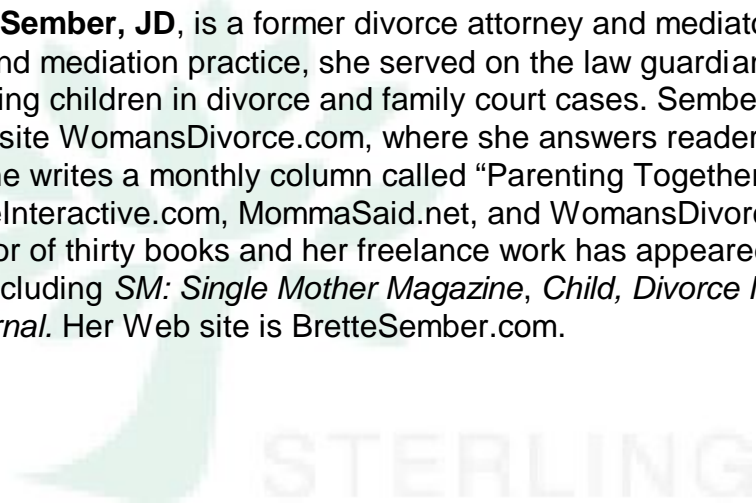 Sember, JD, is a former divorce attorney and mediato
nd mediation practice, she served on the law guardian
ing children in divorce and family court cases. Sember
site WomansDivorce.com, where she answers reader
ne writes a monthly column called “Parenting Together
eInteractive.com, MommaSaid.net, and WomansDivorc
or of thirty books and her freelance work has appeared
cluding SM: Single Mother Magazine, Child, Divorce M
rnal. Her Web site is BretteSember.com.
STERLING